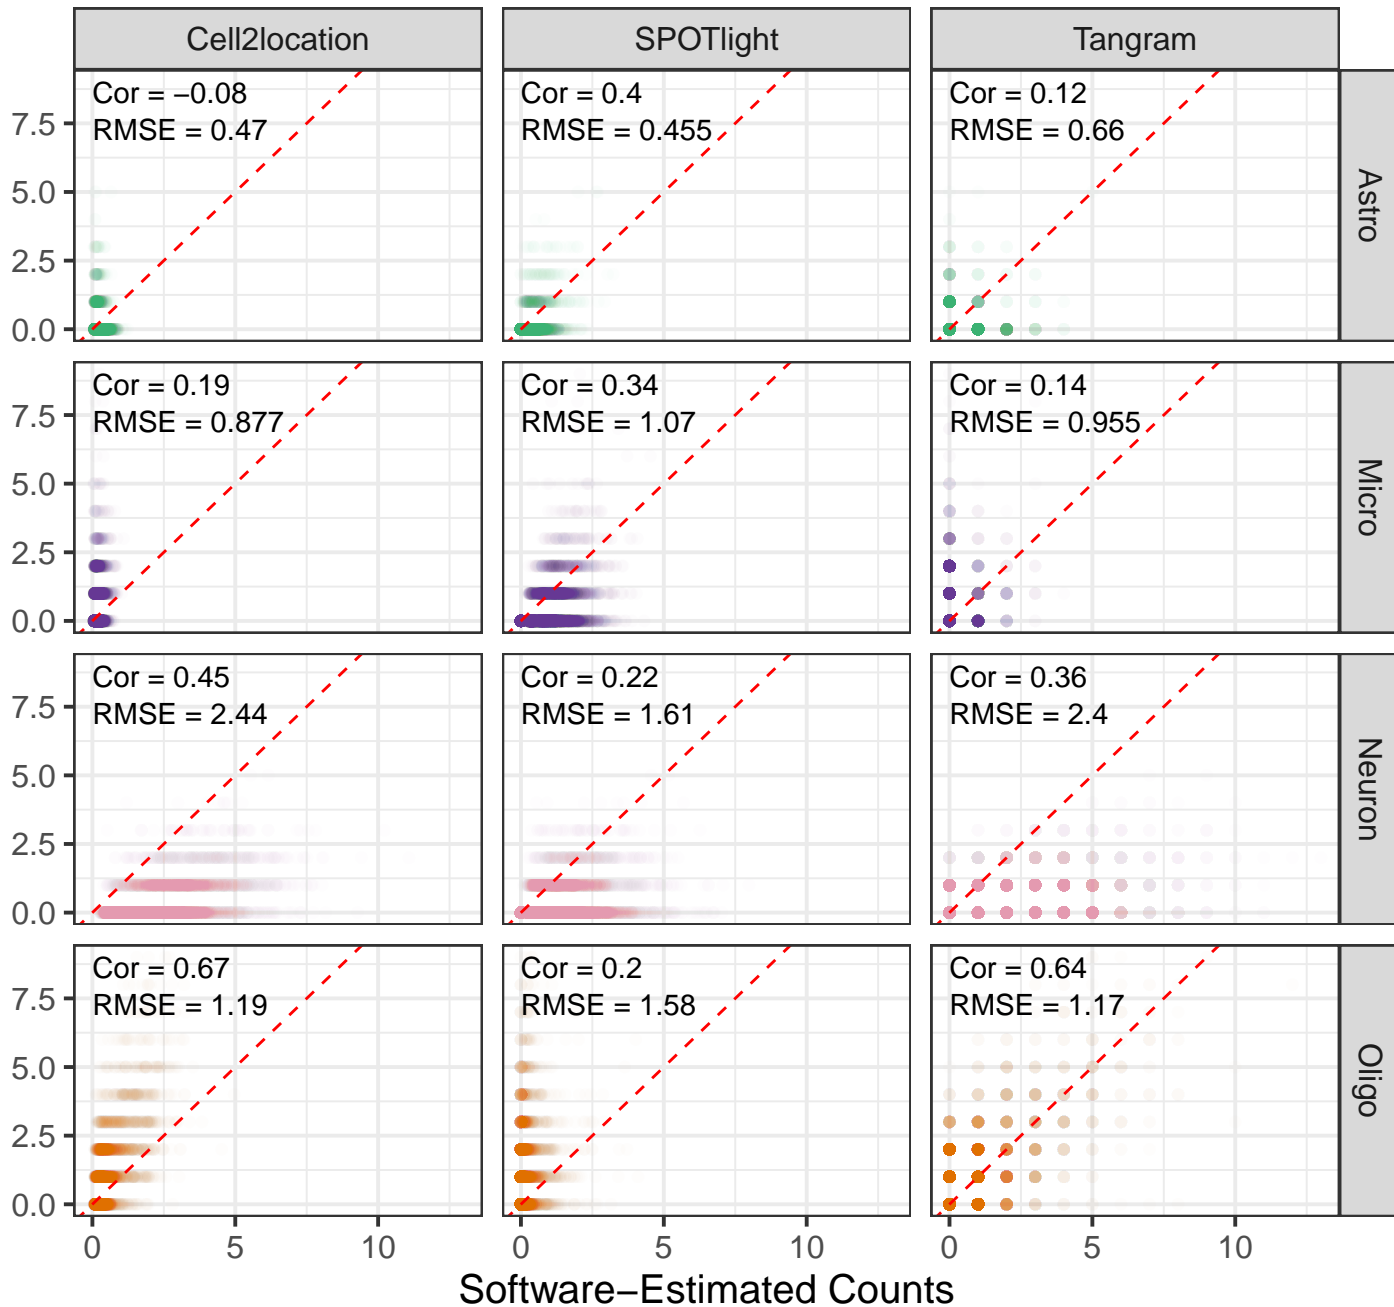 Cell2location
SPOTlight
Tangram
Cor = −0.08
RMSE = 0.47
Cor = 0.4
RMSE = 0.455
Cor = 0.12
RMSE = 0.66
Astro
7.5
5.0
2.5
0.0
Cor = 0.19
RMSE = 0.877
Cor = 0.34
RMSE = 1.07
Cor = 0.14
RMSE = 0.955
Micro
7.5
5.0
2.5
0.0
Cor = 0.45
RMSE = 2.44
Cor = 0.22
RMSE = 1.61
Cor = 0.36
RMSE = 2.4
Neuron
7.5
5.0
2.5
0.0
Cor = 0.67
RMSE = 1.19
Cor = 0.2
RMSE = 1.58
Cor = 0.64
RMSE = 1.17
Oligo
7.5
5.0
2.5
0.0
0 5 10
0 5 10
0 5 10
Software−Estimated Counts